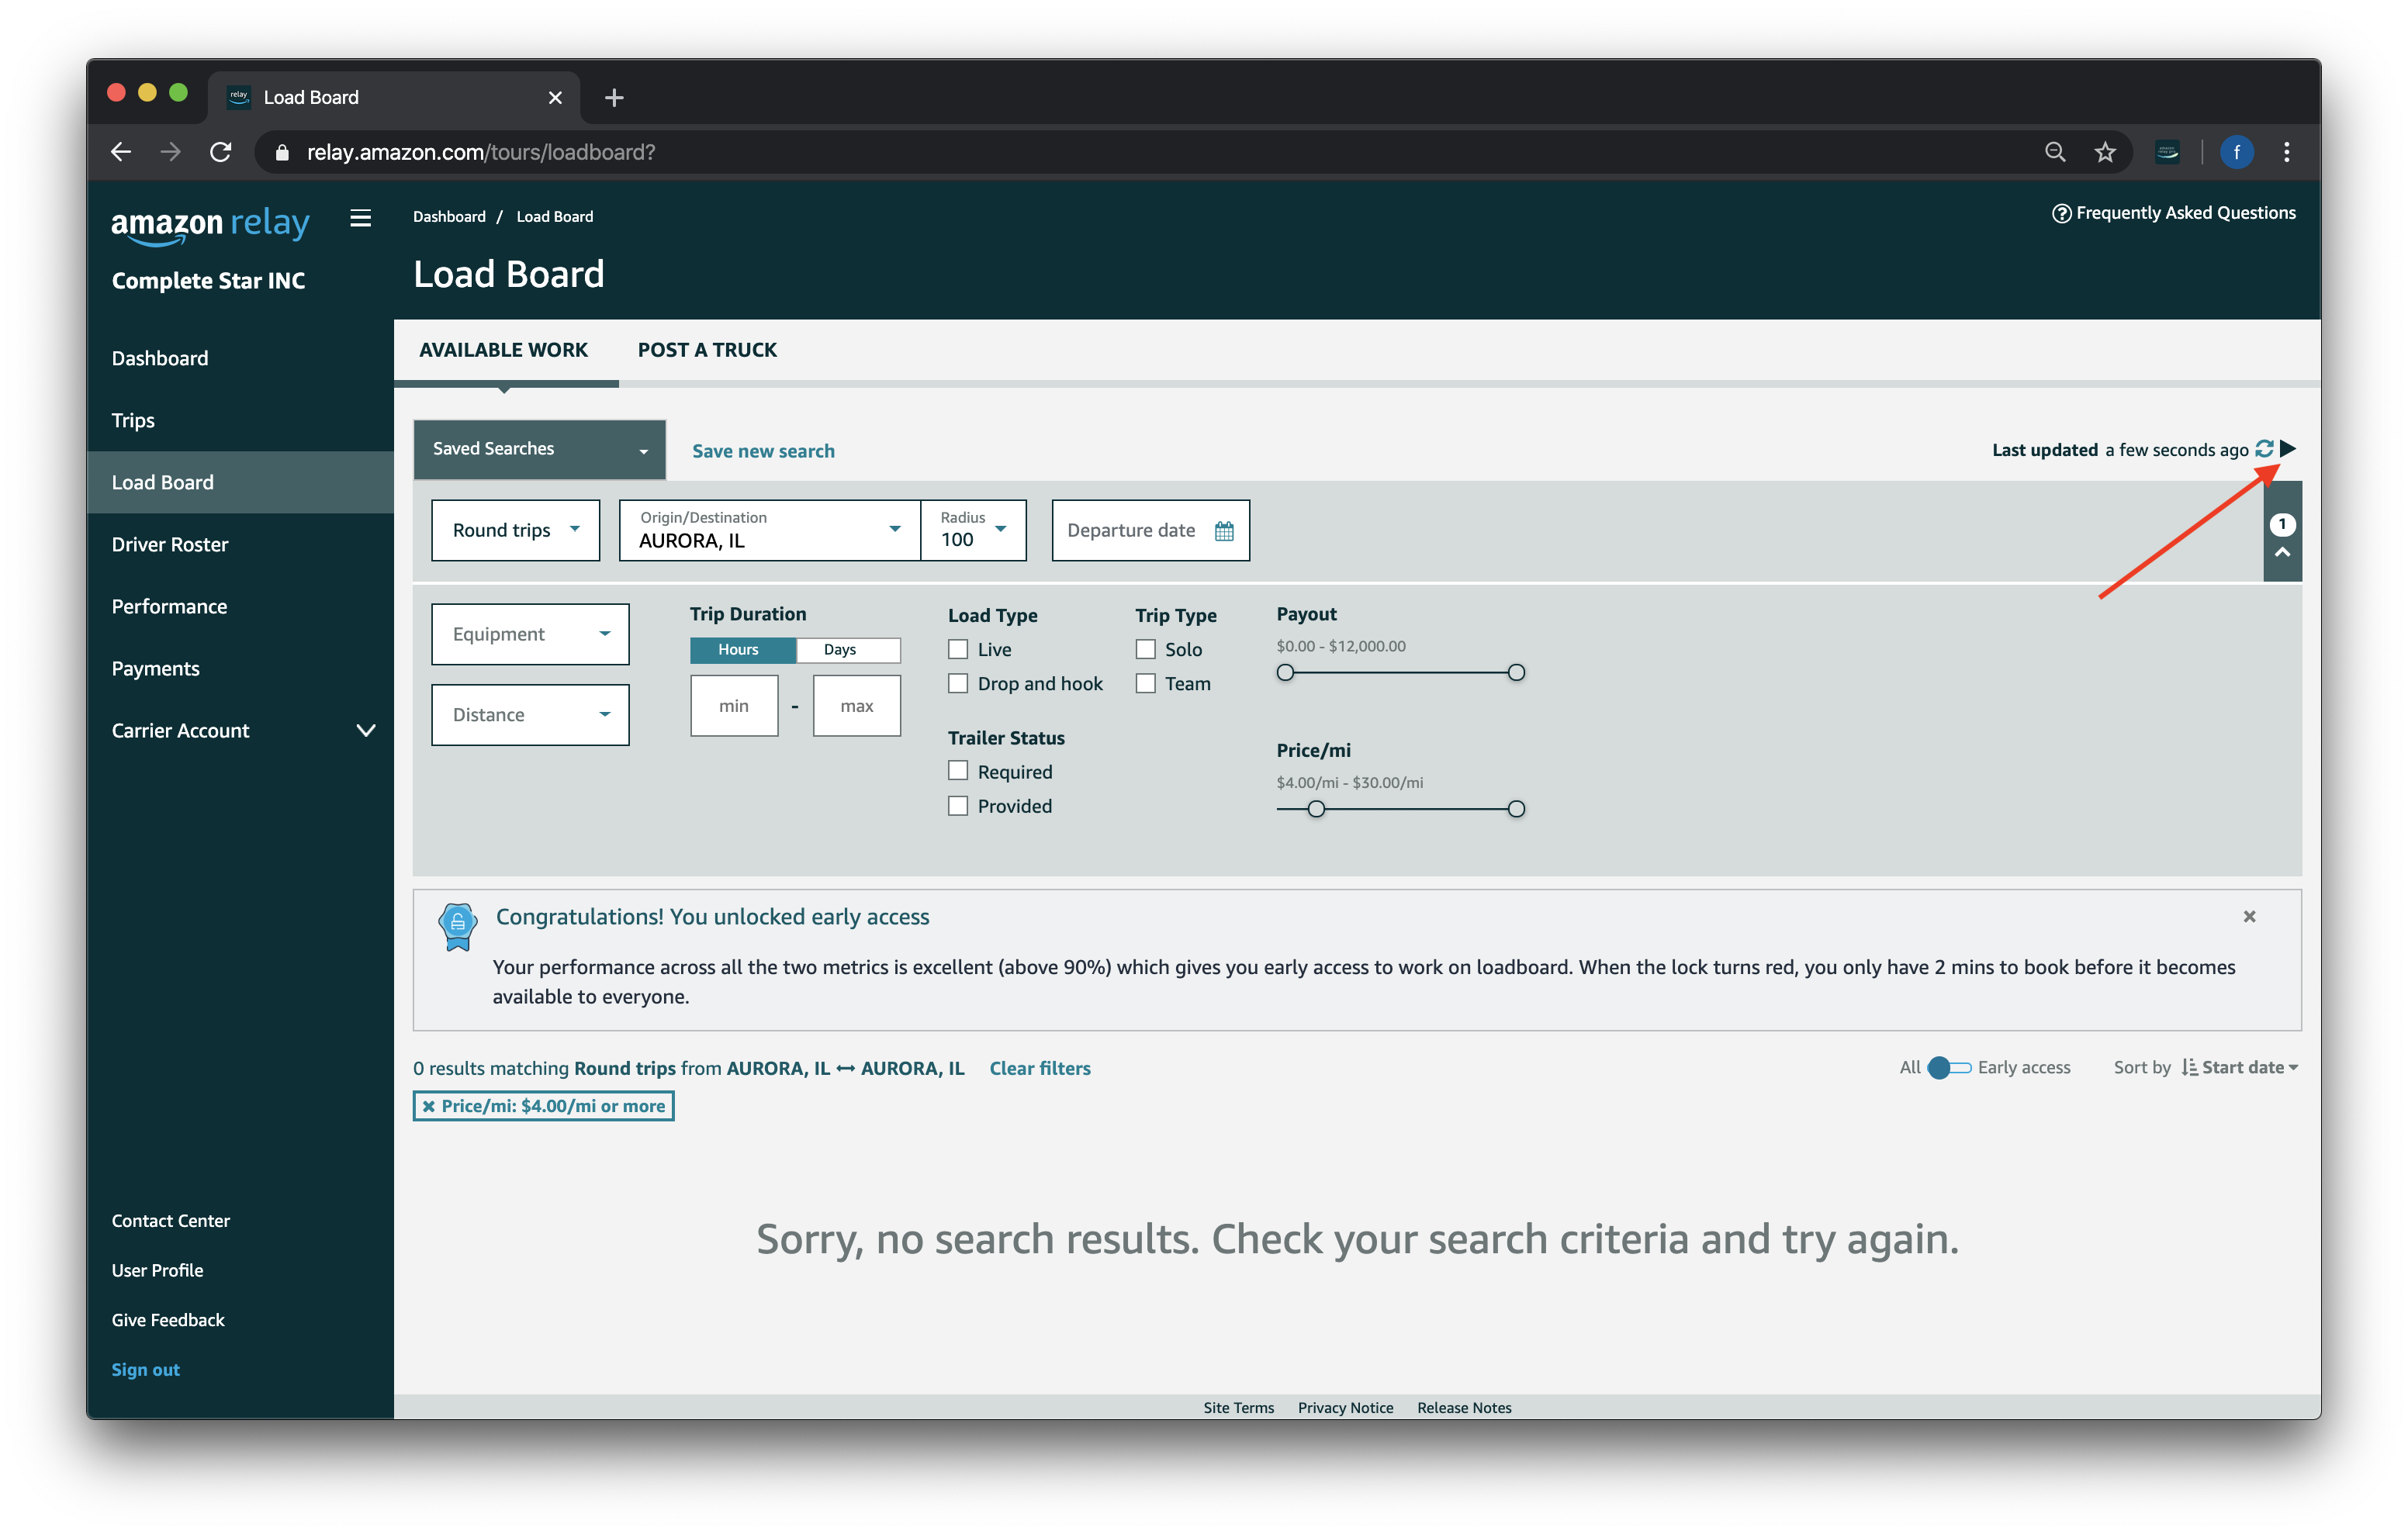 Load Board
relay.amazon.com/tours/loadboard?
f
amazon relay
Dashboard / Load Board
Frequently Asked Questions
Complete Star INC
Load Board
Dashboard
Trips
Load Board
Driver Roster
Performance
Payments
Carrier Account
AVAILABLE WORK POST A TRUCK
Saved Searches
Save new search
Last updated a few seconds ago
Round trips
Origin/Destination
AURORA, IL
Radius
100
Departure date
1
Equipment
Distance
Trip Duration
Hours Days
min - max
Load Type
Live
Drop and hook
Trip Type
Solo
Team
Trailer Status
Required
Provided
Payout
$0.00 - $12,000.00
Price/mi
$4.00/mi - $30.00/mi
Congratulations! You unlocked early access
Your performance across all the two metrics is excellent (above 90%) which gives you early access to work on loadboard. When the lock turns red, you only have 2 mins to book before it becomes
available to everyone.
0 results matching Round trips from AURORA, IL ↔ AURORA, IL Clear filters
All Early access Sort by Start date
Price/mi: $4.00/mi or more
Sorry, no search results. Check your search criteria and try again.
Contact Center
User Profile
Give Feedback
Sign out
Site Terms Privacy Notice Release Notes